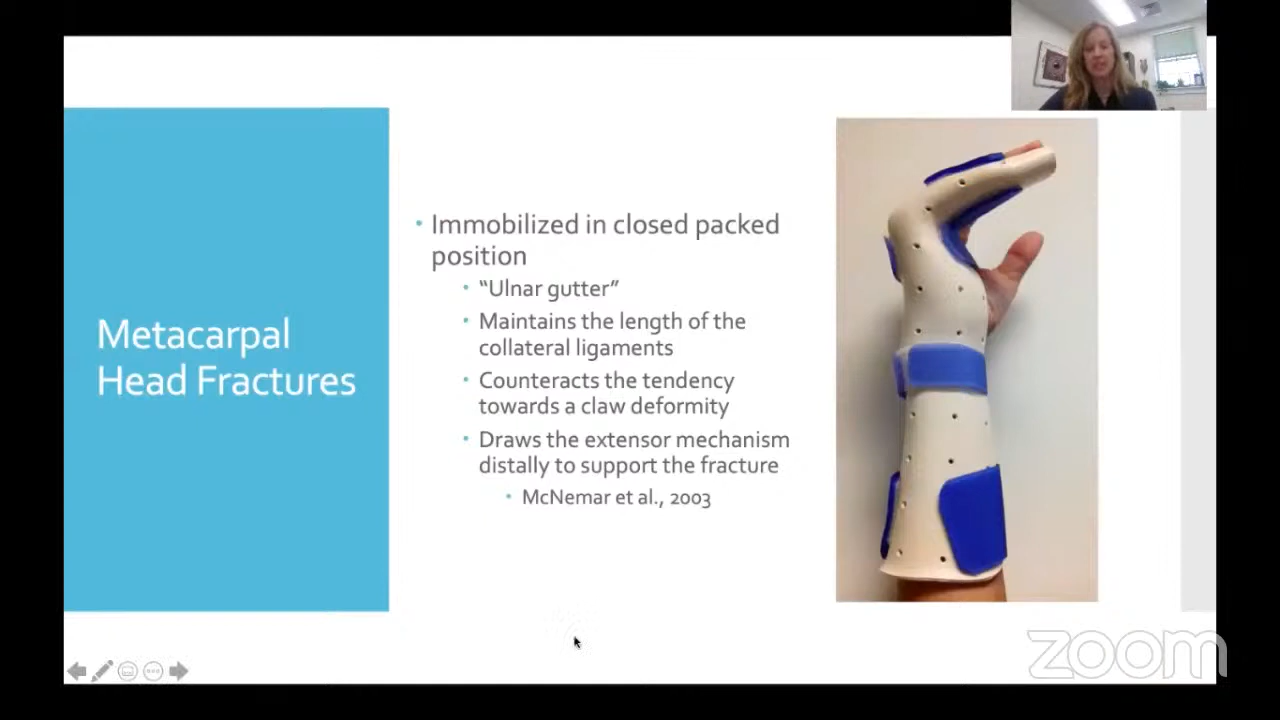 Metacarpal
Head Fractures
Immobilized in closed packed
position
"Ulnar gutter"
Maintains the length of the
collateral ligaments
Counteracts the tendency
towards a claw deformity
Draws the extensor mechanism
distally to support the fracture
McNemar et al., 2003
zoom